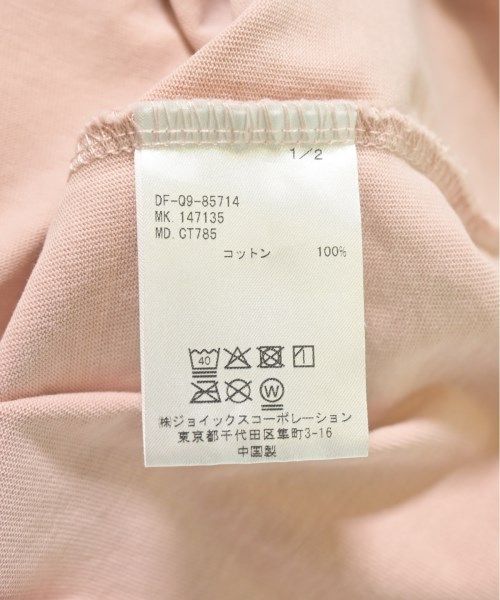 1/2
DF-Q9-85714
MK. 147135
MD. CT785
コットン 100%
40
W
㈱ジョイックスコーポレーション
東京都千代田区隼町3-16
中国製